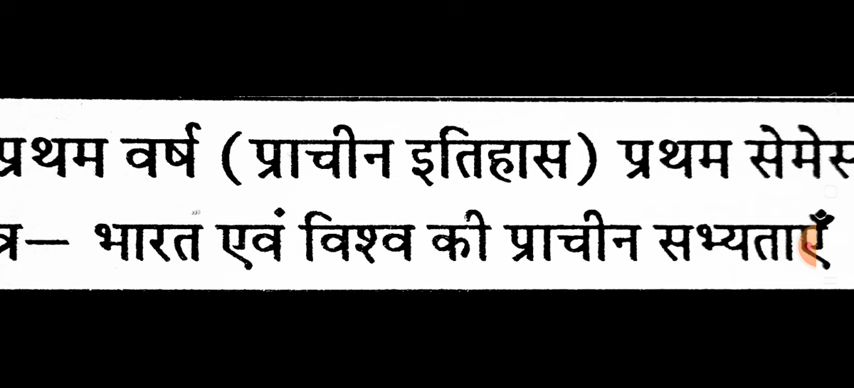 प्रथम वर्ष (प्राचीन इतिहास) प्रथम
भारत एवं विश्व की प्राचीन सभ्यताएँ